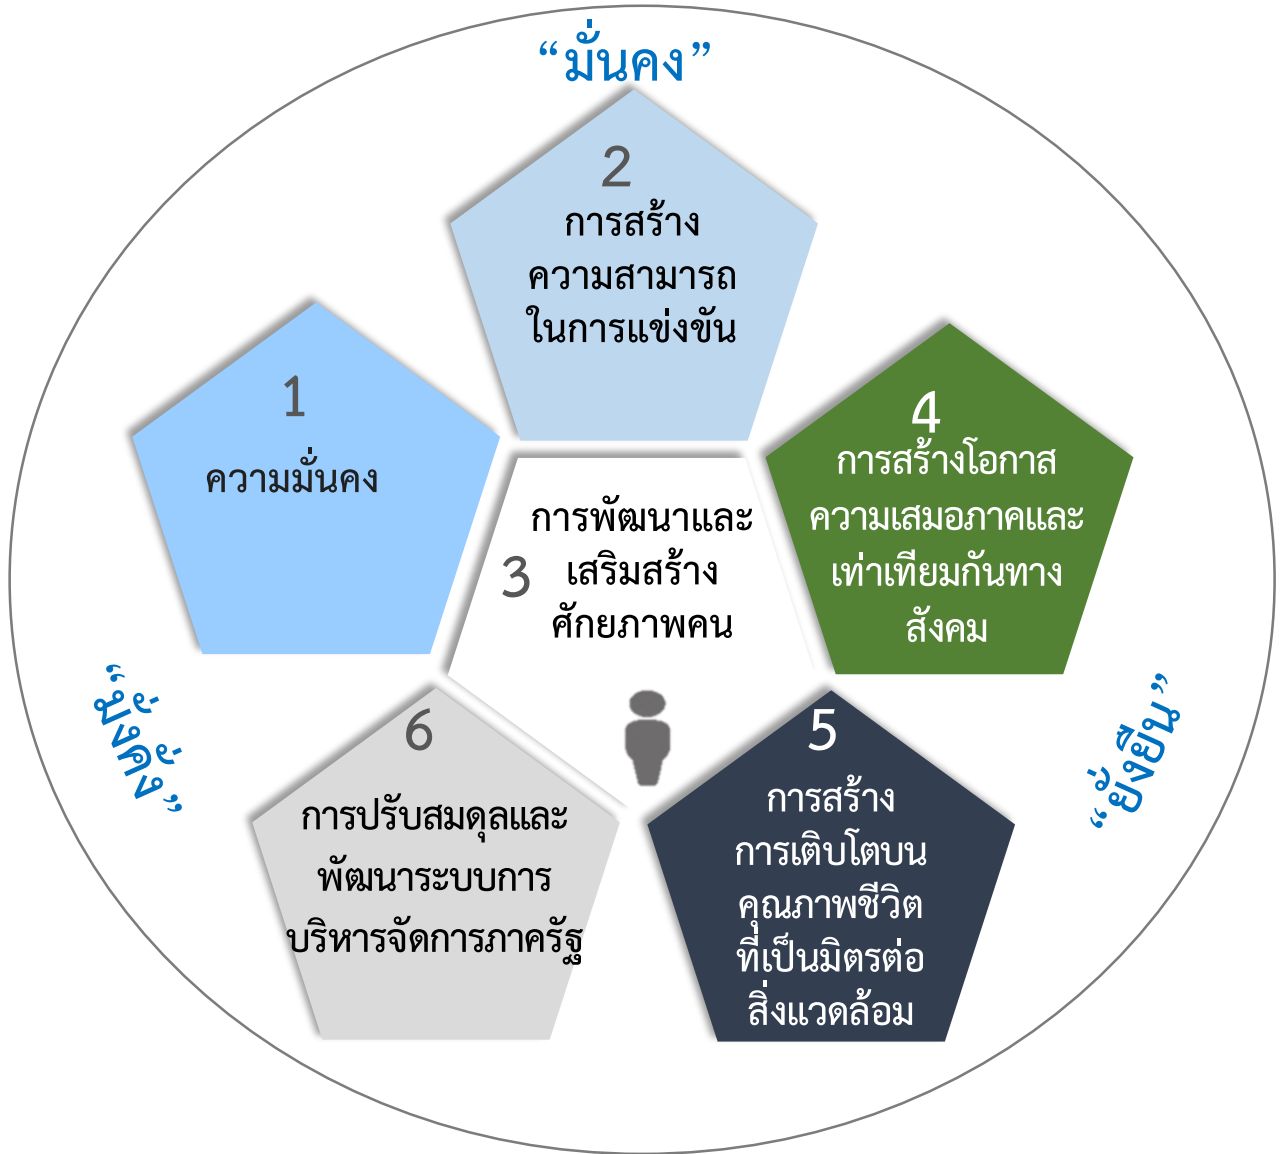 “มั่นคง”
2
การสร้าง
ความสามารถ
ในการแข่งขัน
1
ความมั่นคง
4
การสร้างโอกาส
ความเสมอภาคและ
เท่าเทียมกันทาง
สังคม
3
การพัฒนาและ
เสริมสร้าง
ศักยภาพคน
“มั่งคั่ง”
“ยั่งยืน”
6
การปรับสมดุลและ
พัฒนาระบบการ
บริหารจัดการภาครัฐ
5
การสร้าง
การเติบโตบน
คุณภาพชีวิต
ที่เป็นมิตรต่อ
สิ่งแวดล้อม